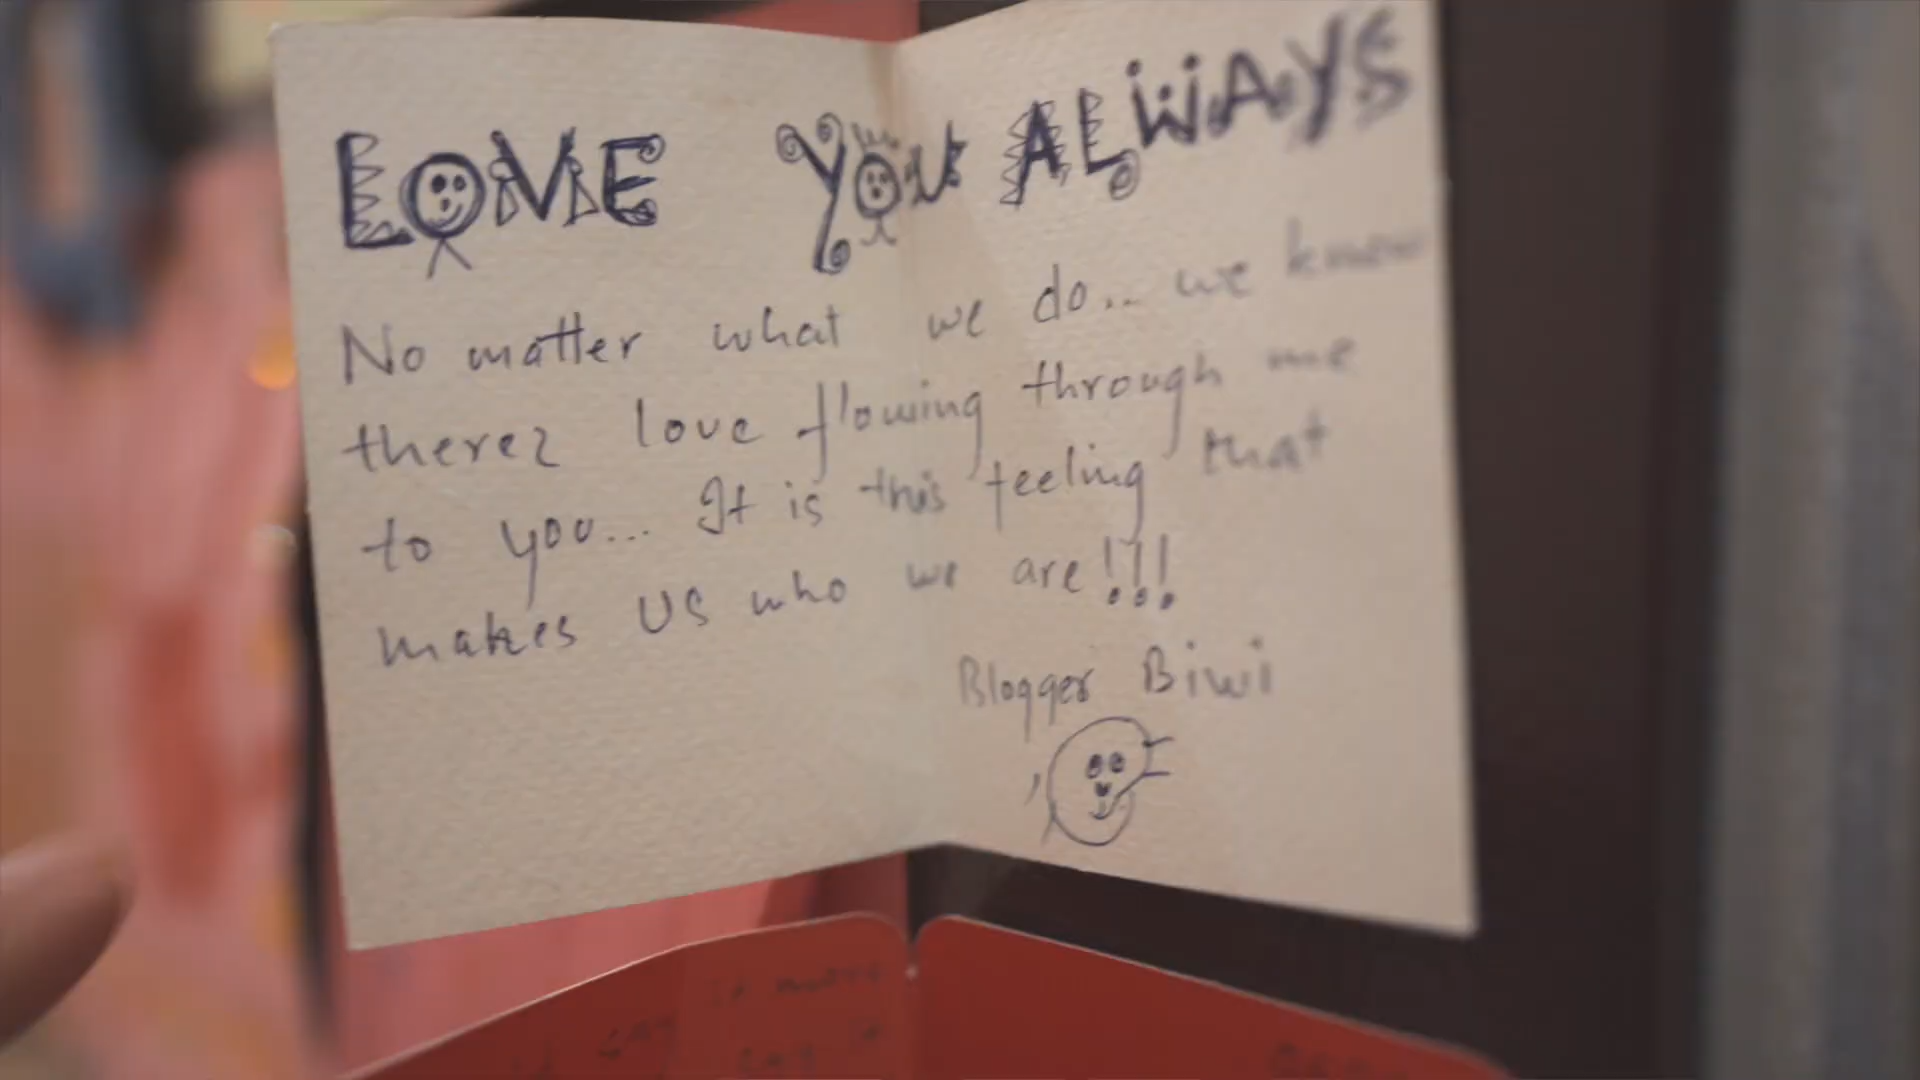 LOVE YOU ALWAYS
No matter what we do... we know
therez love flowing through me
to you... It is this feeling that
makes US who we are!!!
Blogger Biwi